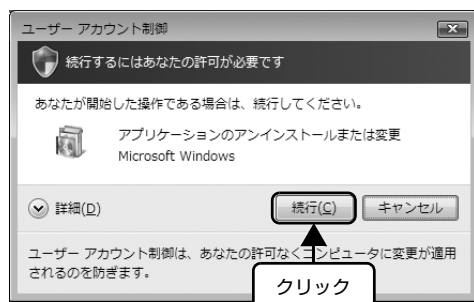 ユーザー アカウント制御
続行するにはあなたの許可が必要です
あなたが開始した操作である場合は、続行してください。
アプリケーションのアンインストールまたは変更
Microsoft Windows
詳細(D)
続行(C)
キャンセル
ユーザー アカウント制御は、あなたの許可なくコンピュータに変更が適用
されるのを防ぎます。
クリック